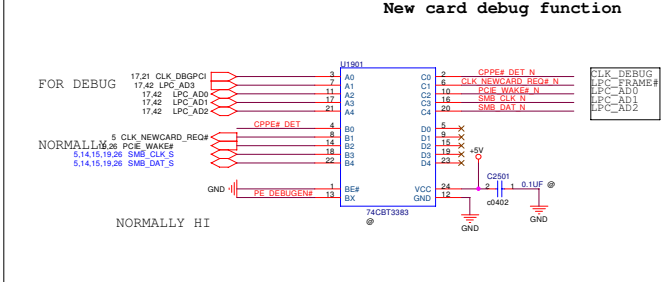 New card debug function
U1901
FOR DEBUG
17,21 CLK_DBGPCI 3 A0 C0 2 CPPE#_DET_N CLK_DEBUG
17,42 LPC_AD3 7 A1 C1 6 CLK_NEWCARD_REQ#_N LPC_FRAME#
17,42 LPC_AD0 11 A2 C2 10 PCIE_WAKE#_N LPC_AD0
17,42 LPC_AD1 17 A3 C3 16 SMB_CLK_N LPC_AD1
17,42 LPC_AD2 21 A4 C4 20 SMB_DAT_N LPC_AD2
CPPE#_DET 4 B0 D0 5
NORMALLY
5 CLK_NEWCARD_REQ# 8 B1 D1 9
PCIE_WAKE# 14 B2 D2 15
5,14,15,19,26 SMB_CLK_S 18 B3 D3 19 +5V
5,14,15,19,26 SMB_DAT_S 22 B4 D4 23
GND 1 BE# VCC 24 2 C2501 1 0.1UF @
PE_DEBUGEN# 13 BX GND 12 c0402
74CBT3383
@
GND GND
NORMALLY HI